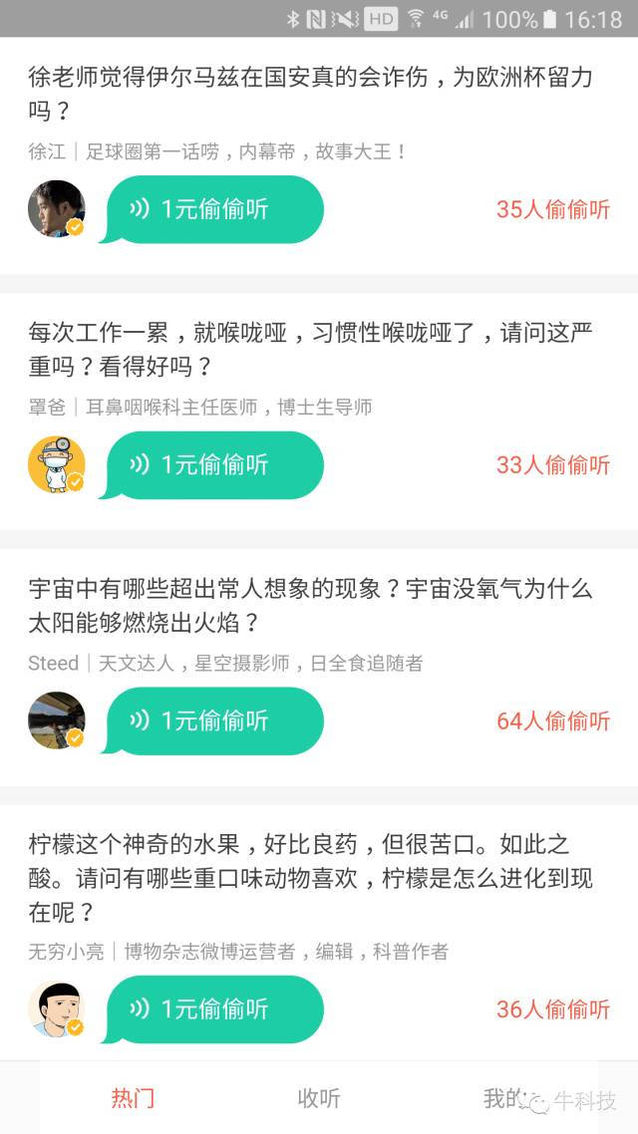 HD 4G 100% 16:18
徐老师觉得伊尔马兹在国安真的会诈伤，为欧洲杯留力
吗？
徐江｜足球圈第一话唠，内幕帝，故事大王！
1元偷偷听 35人偷偷听
每次工作一累，就喉咙哑，习惯性喉咙哑了，请问这严
重吗？看得好吗？
罩爸｜耳鼻咽喉科主任医师，博士生导师
1元偷偷听 33人偷偷听
宇宙中有哪些超出常人想象的现象？宇宙没氧气为什么
太阳能够燃烧出火焰？
Steed｜天文达人，星空摄影师，日全食追随者
1元偷偷听 64人偷偷听
柠檬这个神奇的水果，好比良药，但很苦口。如此之
酸。请问有哪些重口味动物喜欢，柠檬是怎么进化到现
在呢？
无穷小亮｜博物杂志微博运营者，编辑，科普作者
1元偷偷听 36人偷偷听
热门 收听 我的 牛科技